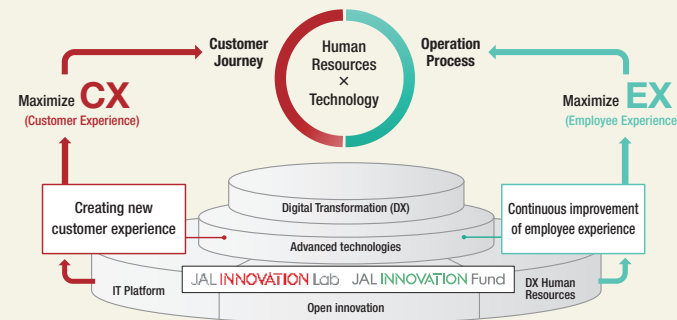 Customer
Journey
Human
Resources
×
Technology
Operation
Process
Maximize CX
(Customer Experience)
Maximize EX
(Employee Experience)
Creating new
customer experience
Digital Transformation (DX)
Continuous improvement
of employee experience
Advanced technologies
JAL INNOVATION Lab JAL INNOVATION Fund
IT Platform
DX Human
Resources
Open innovation